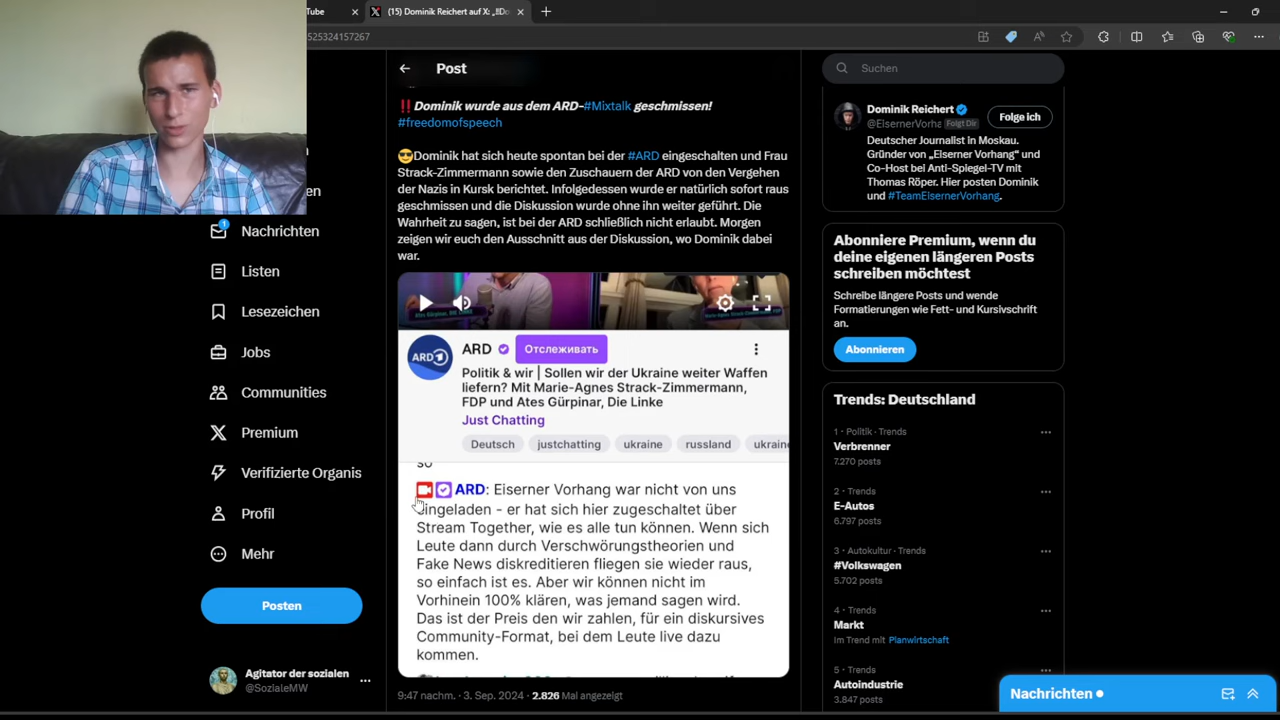 Tube
(15) Dominik Reichert auf X: „‼Do
525324157267
Nachrichten
Listen
Lesezeichen
Jobs
Communities
Premium
Verifizierte Organis
Profil
Mehr
Posten
Agitator der sozialen
@SozialeMW
Post
‼Dominik wurde aus dem ARD-#Mixtalk geschmissen!
#freedomofspeech
😎Dominik hat sich heute spontan bei der #ARD eingeschalten und Frau
Strack-Zimmermann sowie den Zuschauern der ARD von den Vergehen
der Nazis in Kursk berichtet. Infolgedessen wurde er natürlich sofort raus
geschmissen und die Diskussion wurde ohne ihn weiter geführt. Die
Wahrheit zu sagen, ist bei der ARD schließlich nicht erlaubt. Morgen
zeigen wir euch den Ausschnitt aus der Diskussion, wo Dominik dabei
war.
ARD
ARD
Отслеживать
Politik & wir | Sollen wir der Ukraine weiter Waffen
liefern? Mit Marie-Agnes Strack-Zimmermann,
FDP und Ates Gürpinar, Die Linke
Just Chatting
Deutsch justchatting ukraine russland ukraine
so
ARD: Eiserner Vorhang war nicht von uns
eingeladen - er hat sich hier zugeschaltet über
Stream Together, wie es alle tun können. Wenn sich
Leute dann durch Verschwörungstheorien und
Fake News diskreditieren fliegen sie wieder raus,
so einfach ist es. Aber wir können nicht im
Vorhinein 100% klären, was jemand sagen wird.
Das ist der Preis den wir zahlen, für ein diskursives
Community-Format, bei dem Leute live dazu
kommen.
9:47 nachm. · 3. Sep. 2024 · 2.826 Mal angezeigt
Suchen
Dominik Reichert
@EisernerVorha Folgt Dir
Folge ich
Deutscher Journalist in Moskau.
Gründer von „Eiserner Vorhang“ und
Co-Host bei Anti-Spiegel-TV mit
Thomas Röper. Hier posten Dominik
und #TeamEisernerVorhang.
Abonniere Premium, wenn du
deine eigenen längeren Posts
schreiben möchtest
Schreibe längere Posts und wende
Formatierungen wie Fett- und Kursivschrift
an.
Abonnieren
Trends: Deutschland
1 · Politik · Trends
Verbrenner
7.270 posts
2 · Trends
E-Autos
6.797 posts
3 · Autokultur · Trends
#Volkswagen
5.702 posts
4 · Trends
Markt
Im Trend mit Planwirtschaft
5 · Trends
Autoindustrie
3.847 posts
Nachrichten